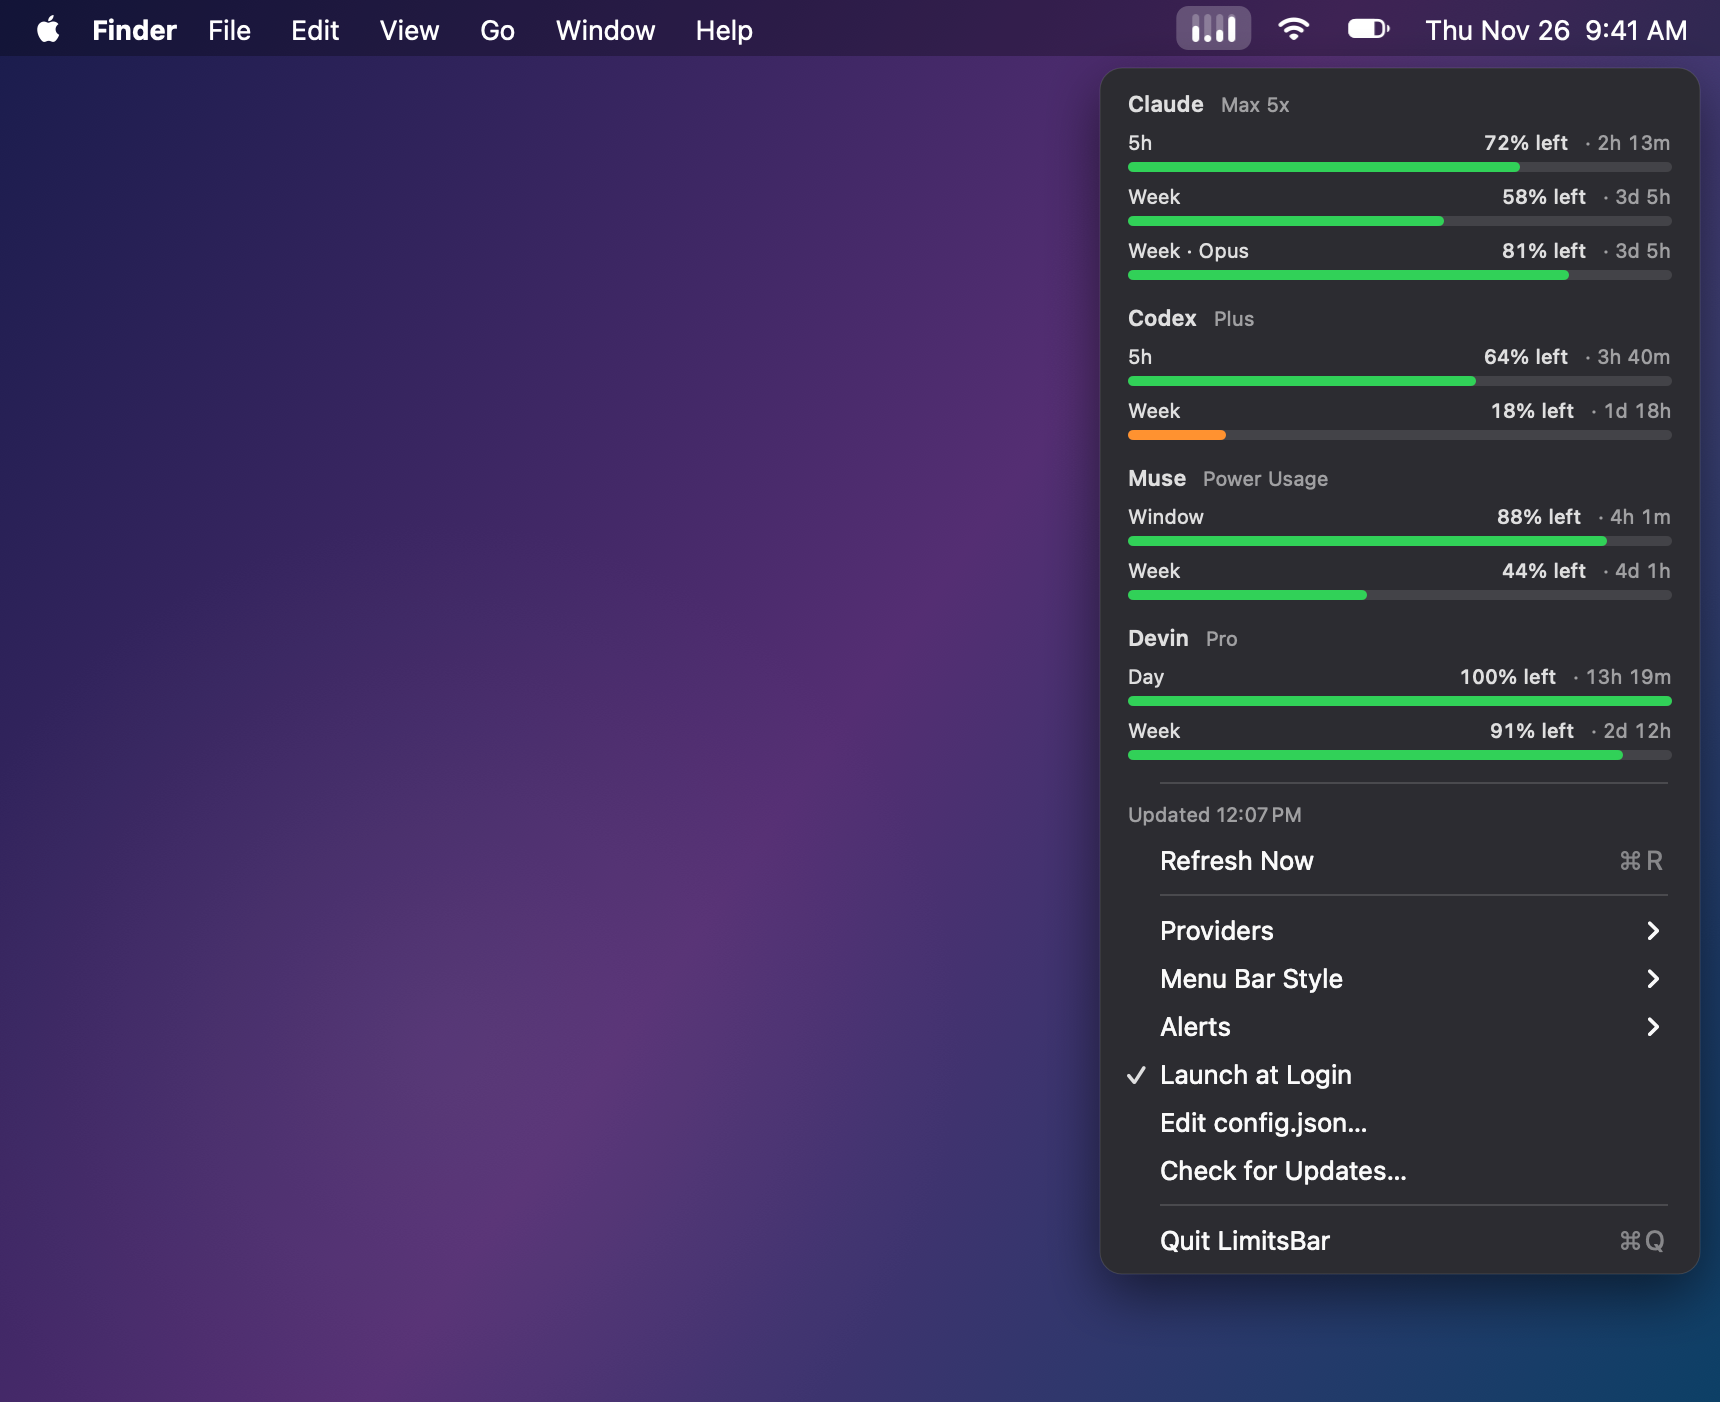 Finder File Edit View Go Window Help Thu Nov 26 9:41 AM
Claude Max 5x
5h 72% left · 2h 13m
Week 58% left · 3d 5h
Week · Opus 81% left · 3d 5h
Codex Plus
5h 64% left · 3h 40m
Week 18% left · 1d 18h
Muse Power Usage
Window 88% left · 4h 1m
Week 44% left · 4d 1h
Devin Pro
Day 100% left · 13h 19m
Week 91% left · 2d 12h
Updated 12:07 PM
Refresh Now ⌘R
Providers
Menu Bar Style
Alerts
✓ Launch at Login
Edit config.json...
Check for Updates...
Quit LimitsBar ⌘Q